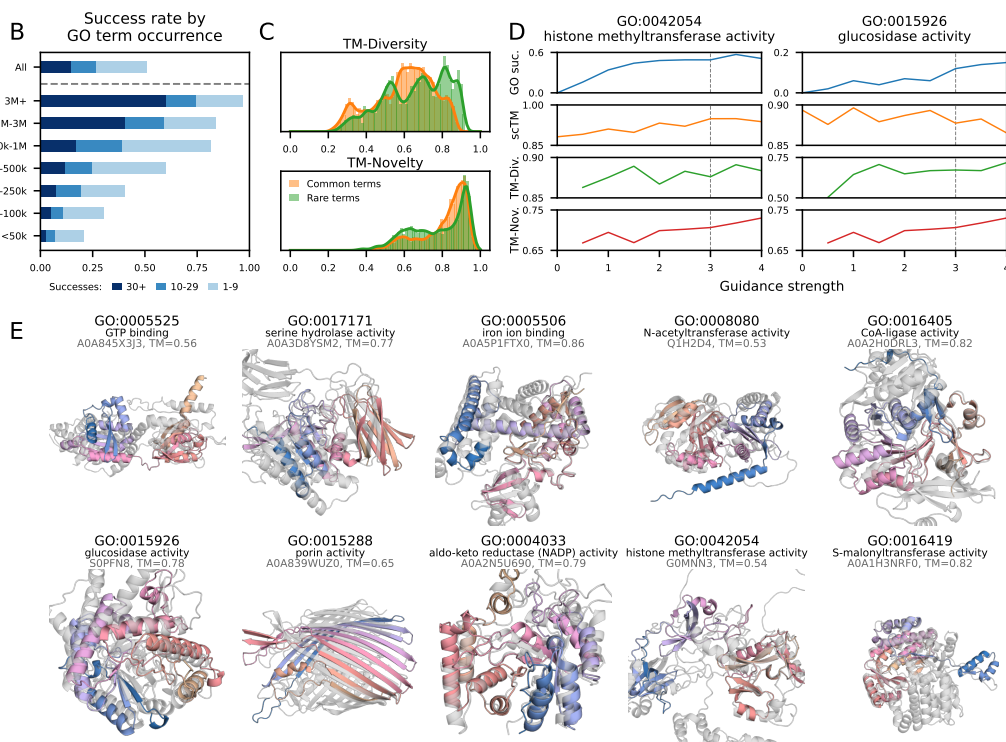 B
Success rate by
GO term occurrence
All
3M+
M-3M
0k-1M
-500k
-250k
-100k
<50k
0.00 0.25 0.50 0.75 1.00
Successes: 30+ 10-29 1-9
C
TM-Diversity
0.0 0.2 0.4 0.6 0.8 1.0
TM-Novelty
Common terms
Rare terms
0.0 0.2 0.4 0.6 0.8 1.0
D
GO:0042054
histone methyltransferase activity
GO suc.
0.6
0.0
scTM
1.00
0.85
TM-Div.
0.90
0.85
TM-Nov.
0.75
0.65
0 1 2 3 4
GO:0015926
glucosidase activity
0.2
0.0
0.90
0.85
0.75
0.50
0.75
0.65
0 1 2 3 4
Guidance strength
E
GO:0005525
GTP binding
A0A845X3J3, TM=0.56
GO:0017171
serine hydrolase activity
A0A3D8YSM2, TM=0.77
GO:0005506
iron ion binding
A0A5P1FTX0, TM=0.86
GO:0008080
N-acetyltransferase activity
Q1H2D4, TM=0.53
GO:0016405
CoA-ligase activity
A0A2H0DRL3, TM=0.82
GO:0015926
glucosidase activity
S0PFN8, TM=0.78
GO:0015288
porin activity
A0A839WUZ0, TM=0.65
GO:0004033
aldo-keto reductase (NADP) activity
A0A2N5U690, TM=0.79
GO:0042054
histone methyltransferase activity
G0MNN3, TM=0.54
GO:0016419
S-malonyltransferase activity
A0A1H3NRF0, TM=0.82